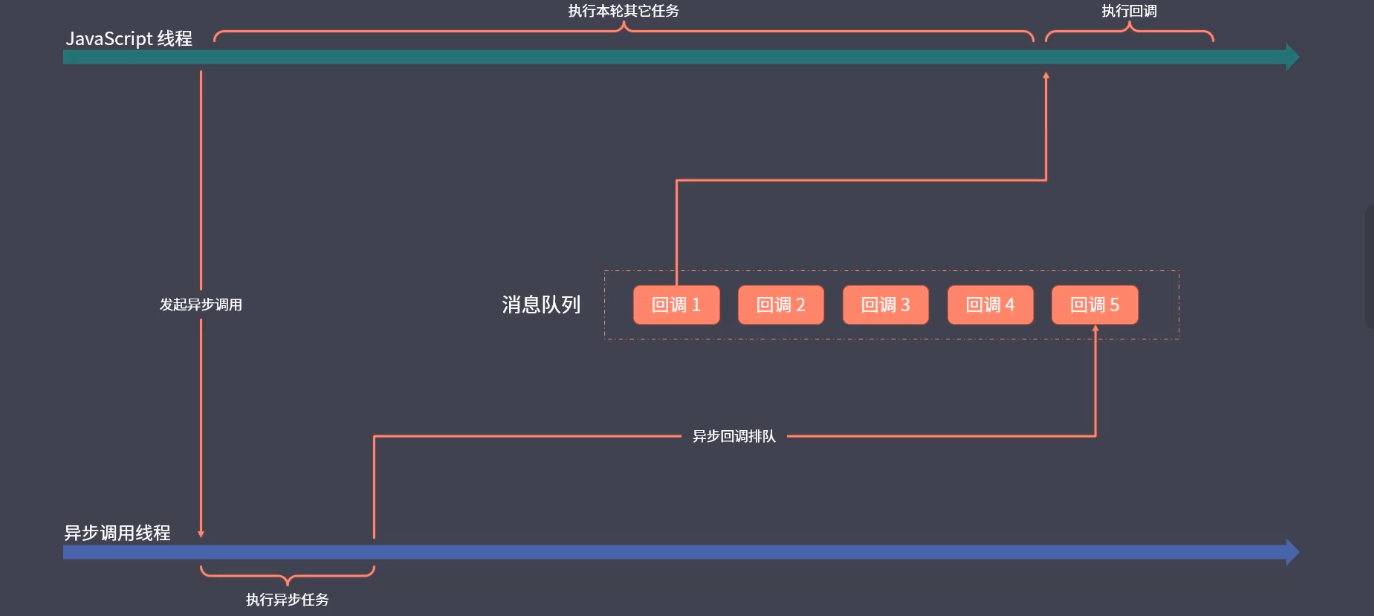 执行本轮其它任务
执行回调
JavaScript 线程
发起异步调用
消息队列
回调 1
回调 2
回调 3
回调 4
回调 5
异步回调排队
异步调用线程
执行异步任务